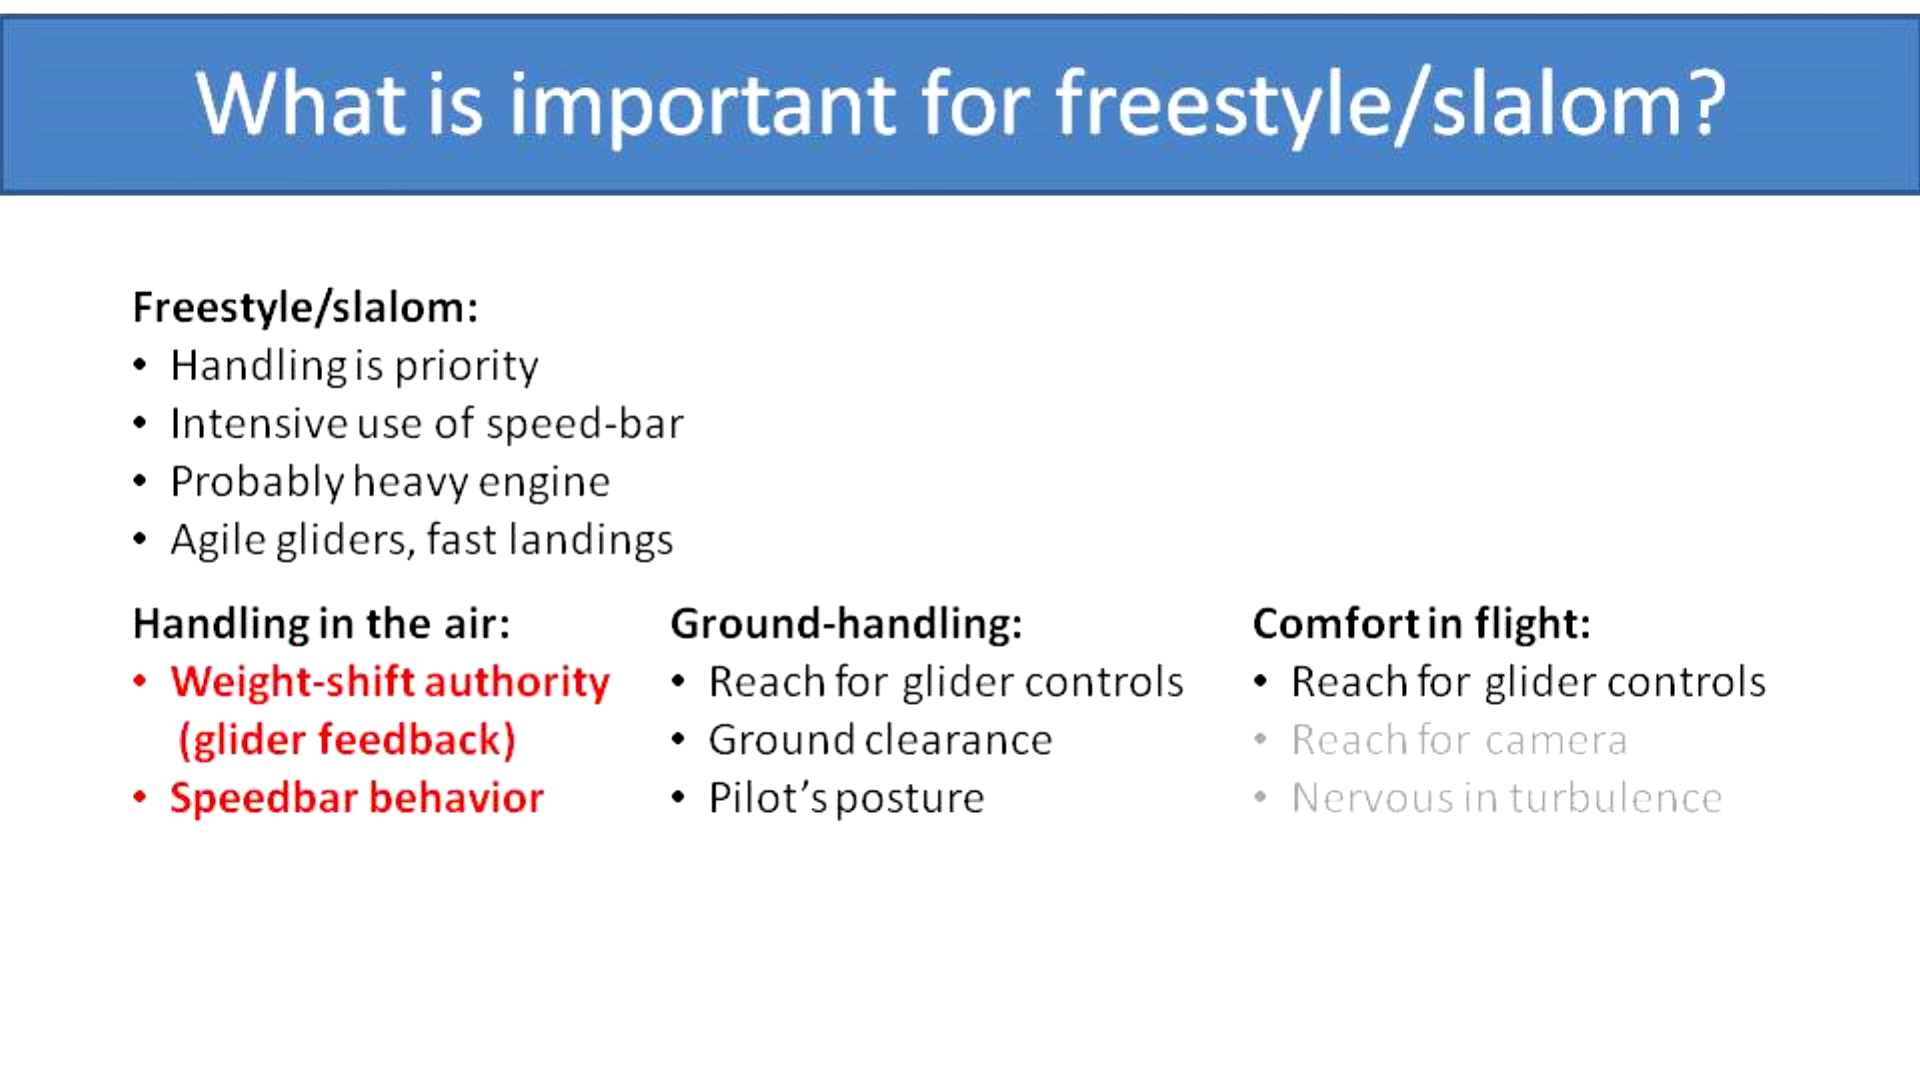 What is important for freestyle/slalom?
Freestyle/slalom:
• Handling is priority
• Intensive use of speed-bar
• Probably heavy engine
• Agile gliders, fast landings
Handling in the air:
• Weight-shift authority
(glider feedback)
• Speedbar behavior
Ground-handling:
• Reach for glider controls
• Ground clearance
• Pilot’s posture
Comfort in flight:
• Reach for glider controls
• Reach for camera
• Nervous in turbulence